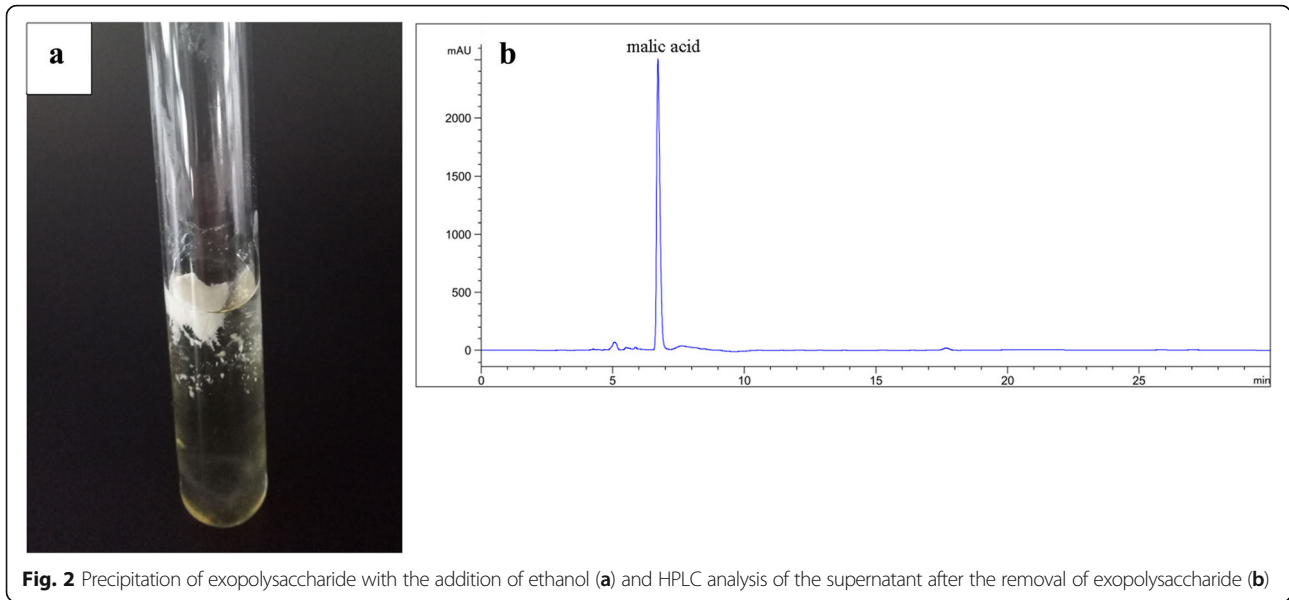 a
b
malic acid
mAU
2000
1500
1000
500
0
0 5 10 15 20 25 min
Fig. 2 Precipitation of exopolysaccharide with the addition of ethanol (a) and HPLC analysis of the supernatant after the removal of exopolysaccharide (b)